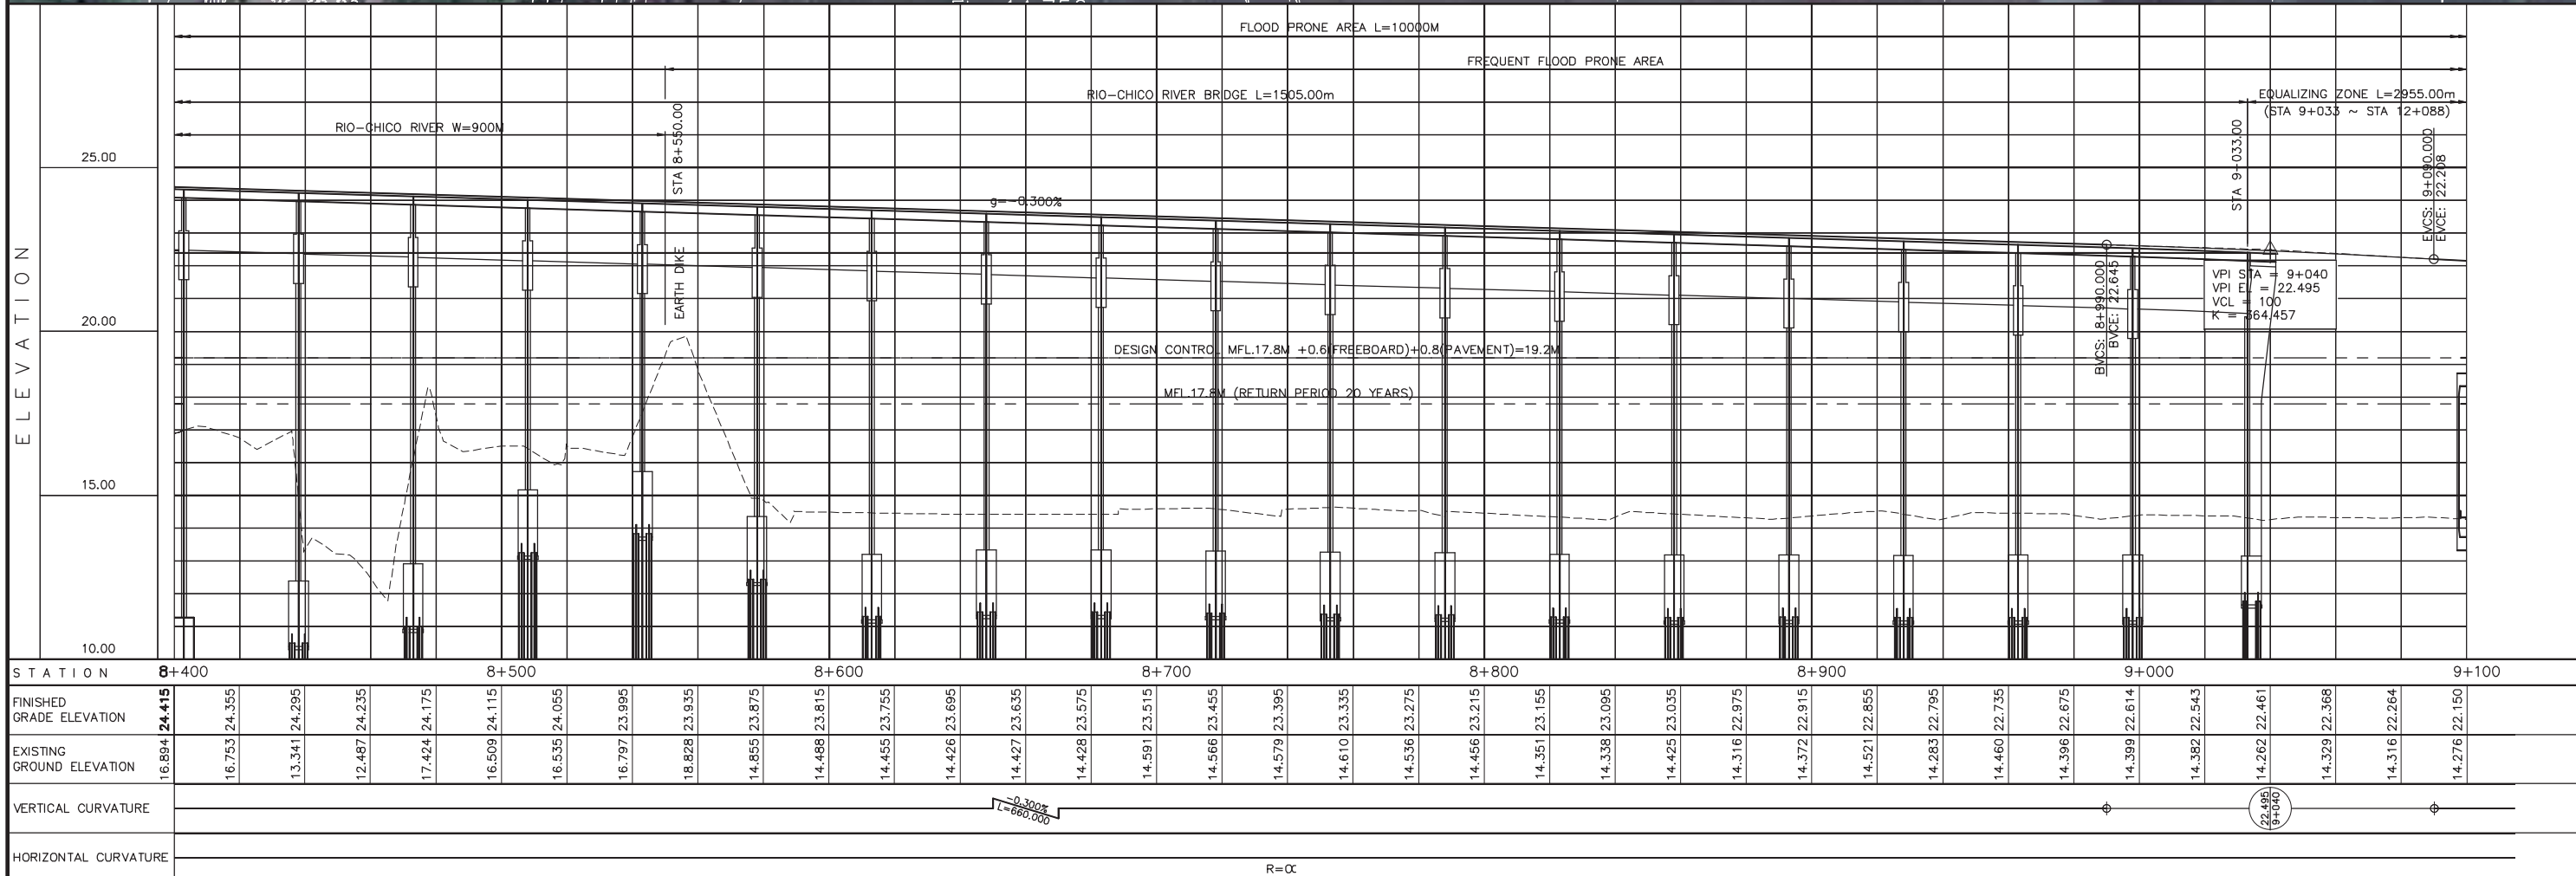 FLOOD PRONE AREA L=10000M
FREQUENT FLOOD PRONE AREA
RIO-CHICO RIVER BRIDGE L=1505.00m
EQUALIZING ZONE L=2955.00m
(STA 9+033 ~ STA 12+088)
RIO-CHICO RIVER W=900M
STA 8+550.00
EARTH DIKE
STA 9-033.00
EVCS: 9+090.000
EVCE: 22.208
g=-0.300%
BVCS: 8+990.000
BVCE: 22.645
VPI STA = 9+040
VPI EL = 22.495
VCL = 100
K = 364.457
DESIGN CONTROL MFL.17.8M +0.6(FREEBOARD)+0.8(PAVEMENT)=19.2M
MFL.17.8M (RETURN PERIOD 20 YEARS)
ELEVATION
25.00
20.00
15.00
10.00
STATION 8+400 8+500 8+600 8+700 8+800 8+900 9+000 9+100
FINISHED
GRADE ELEVATION
24.415 24.355 24.295 24.235 24.175 24.115 24.055 23.995 23.935 23.875 23.815 23.755 23.695 23.635 23.575 23.515 23.455 23.395 23.335 23.275 23.215 23.155 23.095 23.035 22.975 22.915 22.855 22.795 22.735 22.675 22.614 22.543 22.461 22.368 22.264 22.150
EXISTING
GROUND ELEVATION
16.894 16.753 13.341 12.487 17.424 16.509 16.535 16.797 18.828 14.855 14.488 14.455 14.426 14.427 14.428 14.591 14.566 14.579 14.610 14.536 14.456 14.351 14.338 14.425 14.316 14.372 14.521 14.283 14.460 14.396 14.399 14.382 14.262 14.329 14.316 14.276
VERTICAL CURVATURE
-0.300%
L=660.000
22.495
9+040
HORIZONTAL CURVATURE
R=∝